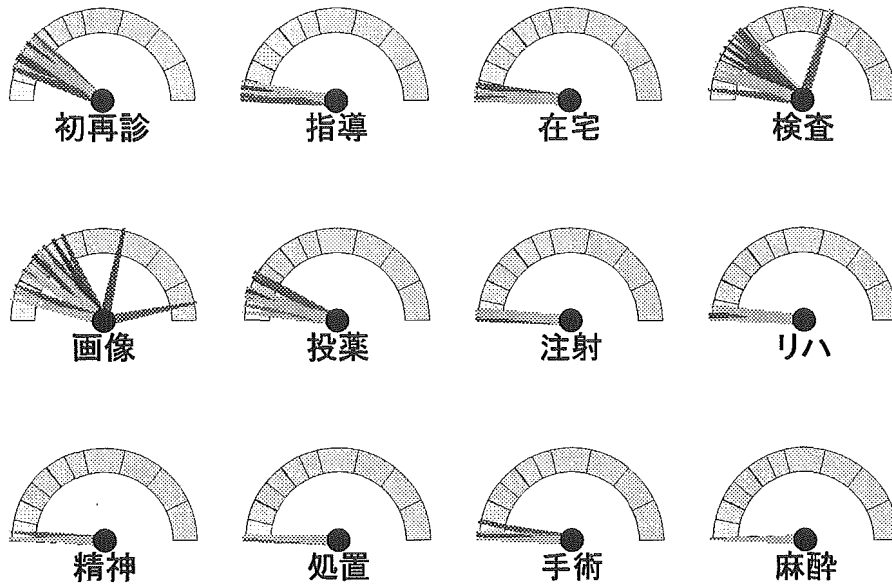 初再診 指導 在宅 検査
画像 投薬 注射 リハ
精神 処置 手術 麻酔